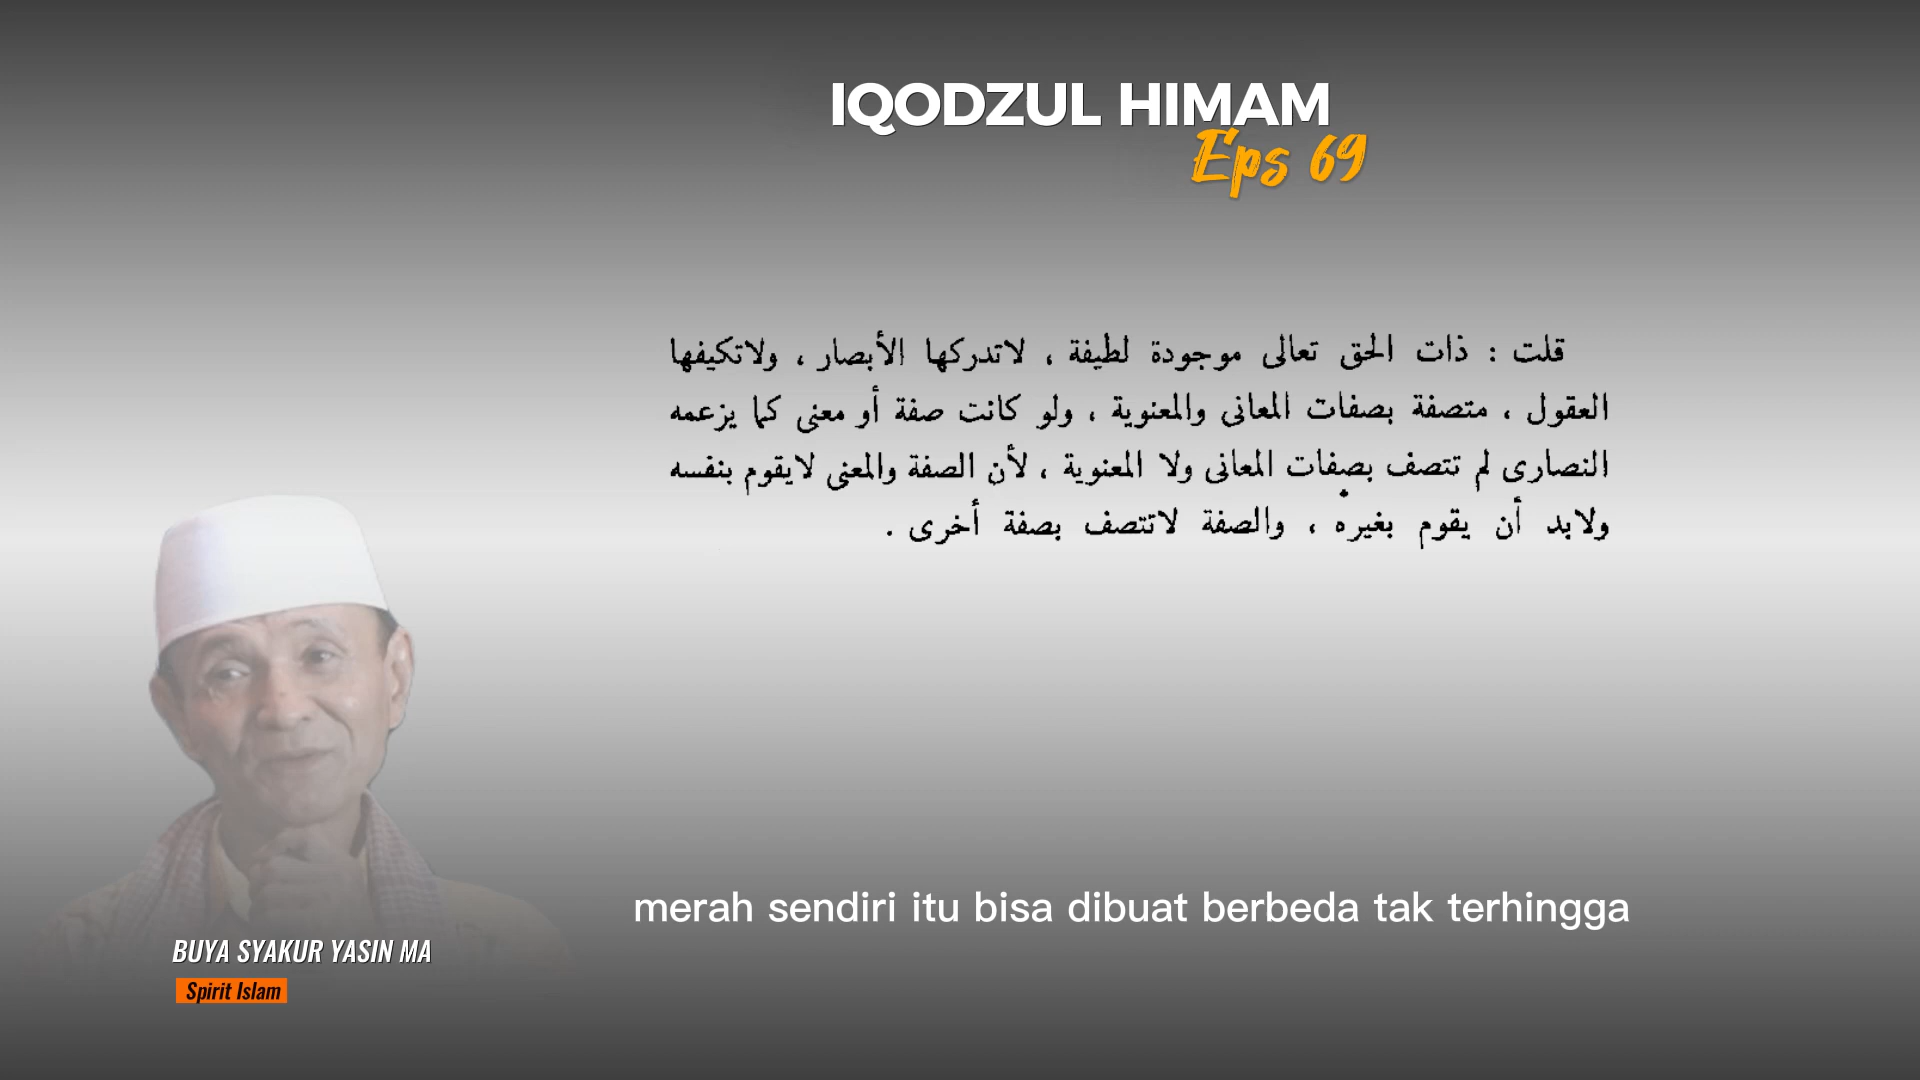 IQODZUL HIMAM
Eps 69
قلت : ذات الحق تعالى موجودة لطيفة ، لاتدركها الأبصار ، ولاتكيفها
العقول ، متصفة بصفات المعانى والمعنوية ، ولو كانت صفة أو معنى كما يزعمه
النصارى لم تتصف بصفات المعانى ولا المعنوية ، لأن الصفة والمعنى لايقوم بنفسه
ولابد أن يقوم بغيره ، والصفة لاتتصف بصفة أخرى .
merah sendiri itu bisa dibuat berbeda tak terhingga
BUYA SYAKUR YASIN MA
Spirit Islam